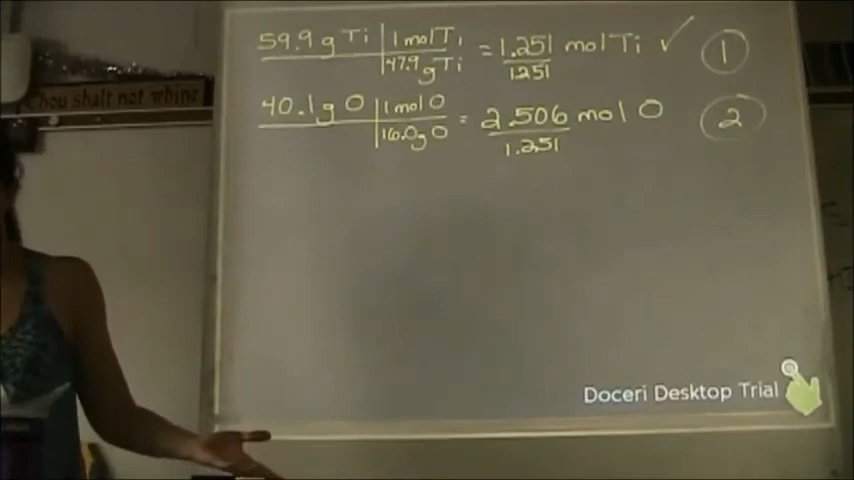 59.9 g Ti | 1 mol Ti = 1.251 mol Ti ✓ 1
47.9 g Ti 1.251
40.1 g O | 1 mol O = 2.506 mol O 2
16.0 g O 1.251
Thou shalt not whine
Doceri Desktop Trial